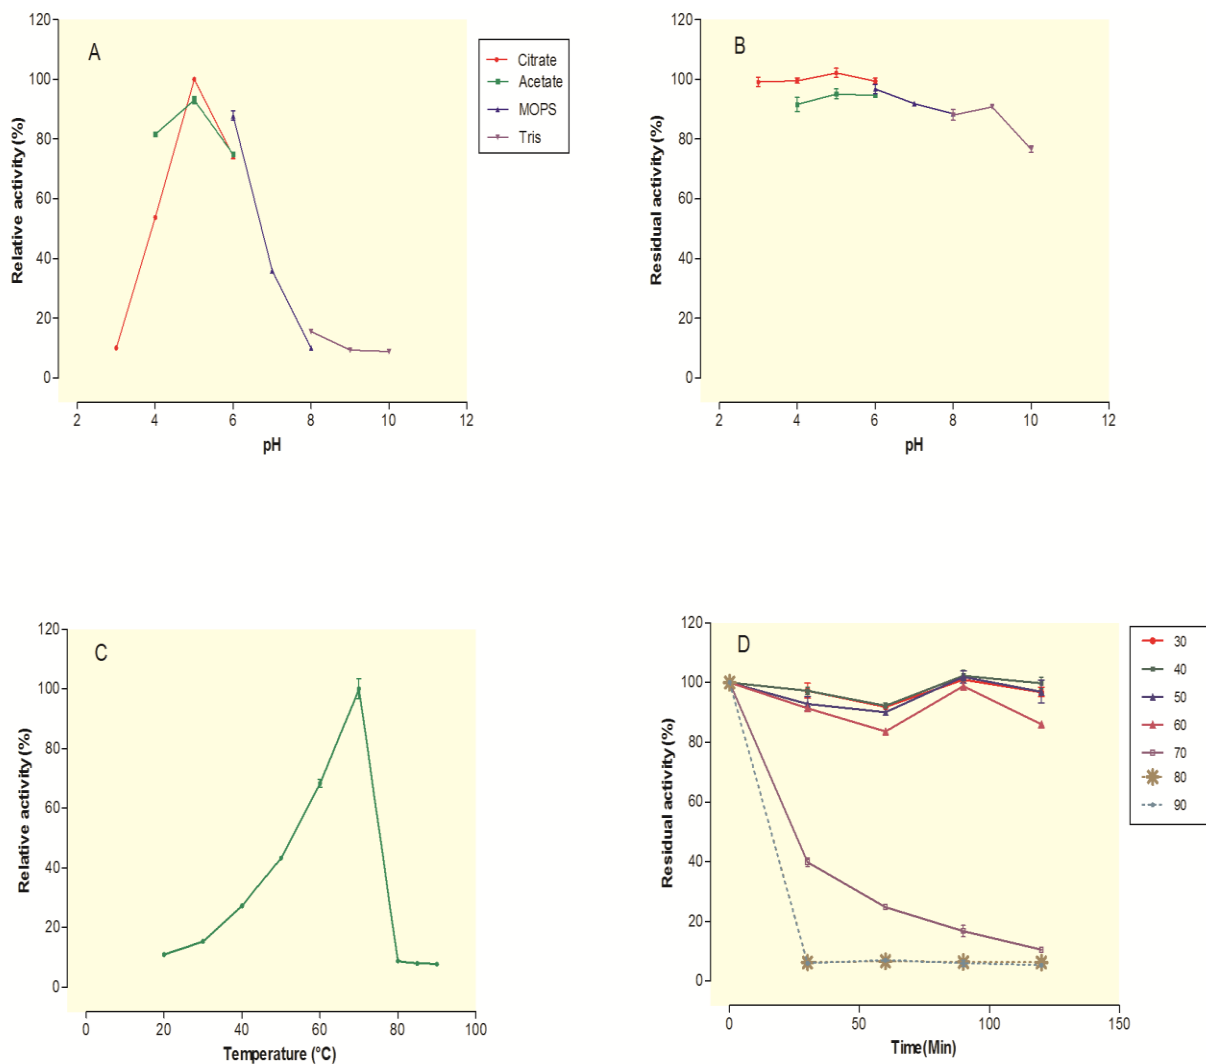 A
Relative activity (%)
120
100
80
60
40
20
0
2 4 6 8 10 12
pH
Citrate
Acetate
MOPS
Tris
B
Residual activity (%)
120
100
80
60
40
20
0
2 4 6 8 10 12
pH
C
Relative activity (%)
120
100
80
60
40
20
0
0 20 40 60 80 100
Temperature (°C)
D
Residual activity (%)
120
100
80
60
40
20
0
0 50 100 150
Time(Min)
30
40
50
60
70
80
90